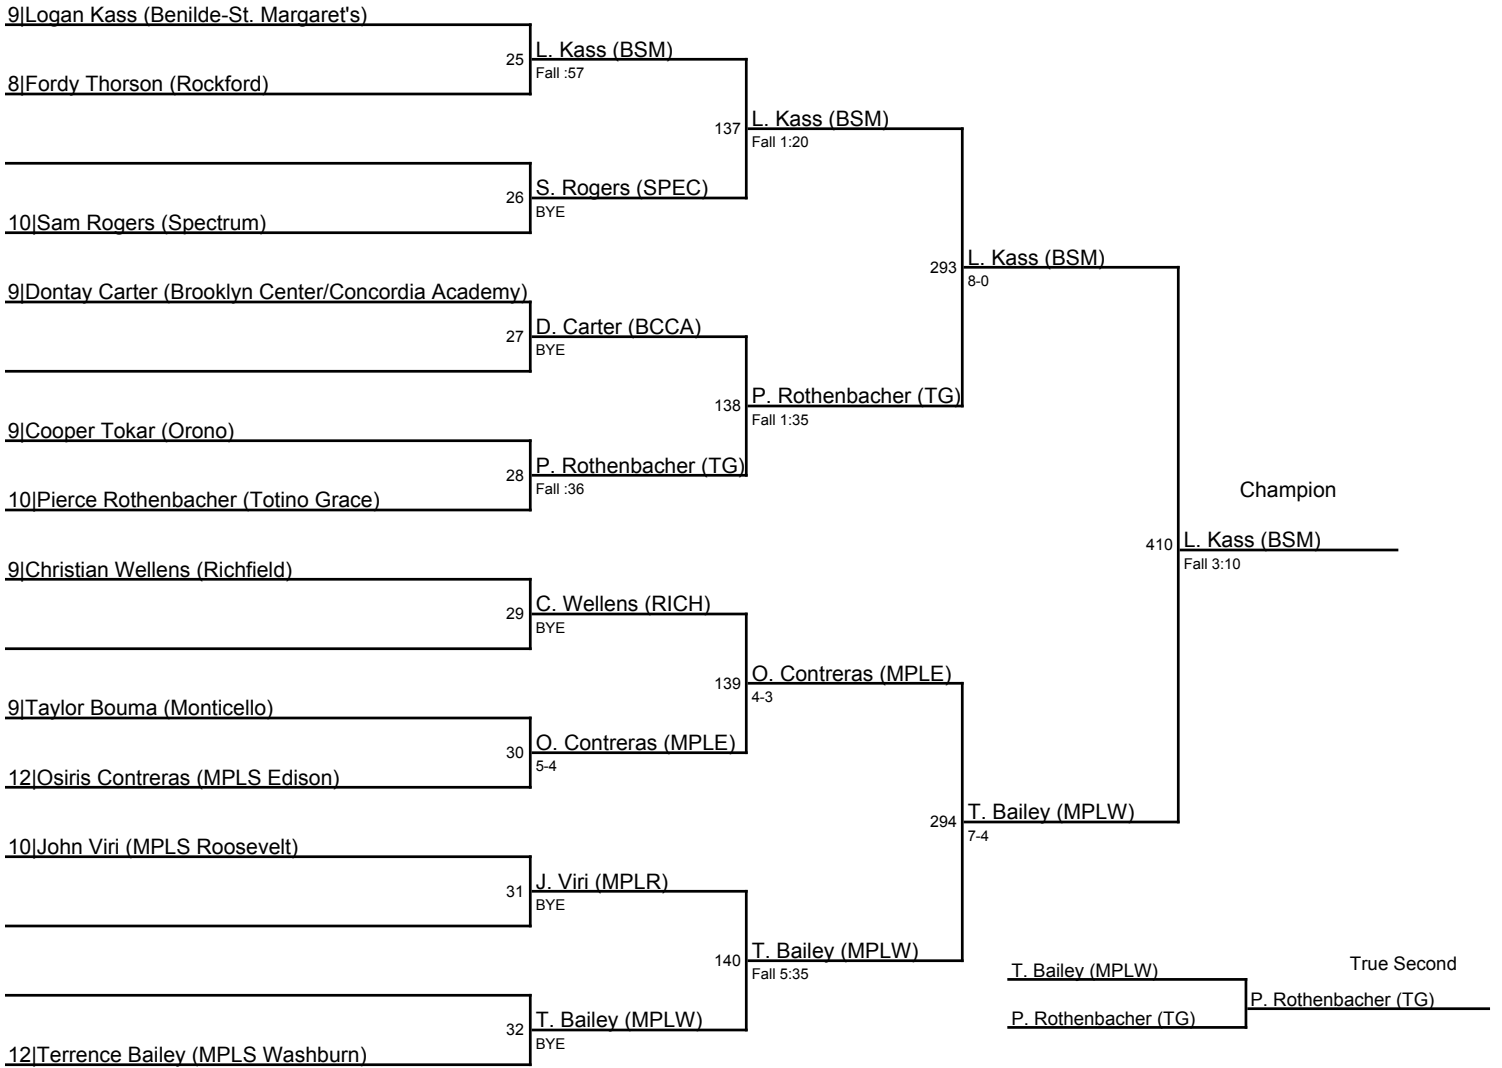 9|Logan Kass (Benilde-St. Margaret's)
25
L. Kass (BSM)
Fall :57
8|Fordy Thorson (Rockford)
137
L. Kass (BSM)
Fall 1:20
26
S. Rogers (SPEC)
BYE
10|Sam Rogers (Spectrum)
293
L. Kass (BSM)
8-0
9|Dontay Carter (Brooklyn Center/Concordia Academy)
27
D. Carter (BCCA)
BYE
138
P. Rothenbacher (TG)
Fall 1:35
9|Cooper Tokar (Orono)
28
P. Rothenbacher (TG)
Fall :36
10|Pierce Rothenbacher (Totino Grace)
Champion
410
L. Kass (BSM)
Fall 3:10
9|Christian Wellens (Richfield)
29
C. Wellens (RICH)
BYE
139
O. Contreras (MPLE)
4-3
9|Taylor Bouma (Monticello)
30
O. Contreras (MPLE)
5-4
12|Osiris Contreras (MPLS Edison)
294
T. Bailey (MPLW)
7-4
10|John Viri (MPLS Roosevelt)
31
J. Viri (MPLR)
BYE
140
T. Bailey (MPLW)
Fall 5:35
32
T. Bailey (MPLW)
BYE
12|Terrence Bailey (MPLS Washburn)
True Second
T. Bailey (MPLW)
P. Rothenbacher (TG)
P. Rothenbacher (TG)